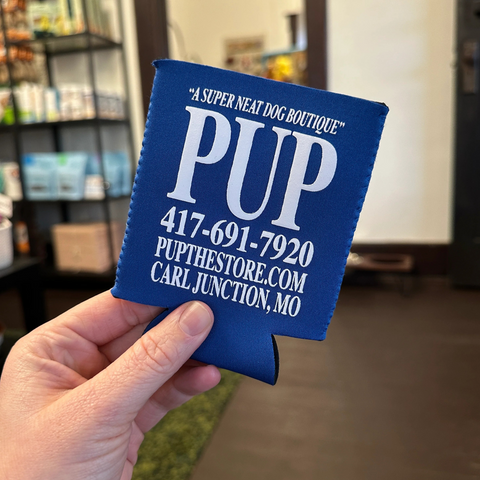 "A SUPER NEAT DOG BOUTIQUE"
PUP
417-691-7920
PUPTHESTORE.COM
CARL JUNCTION, MO